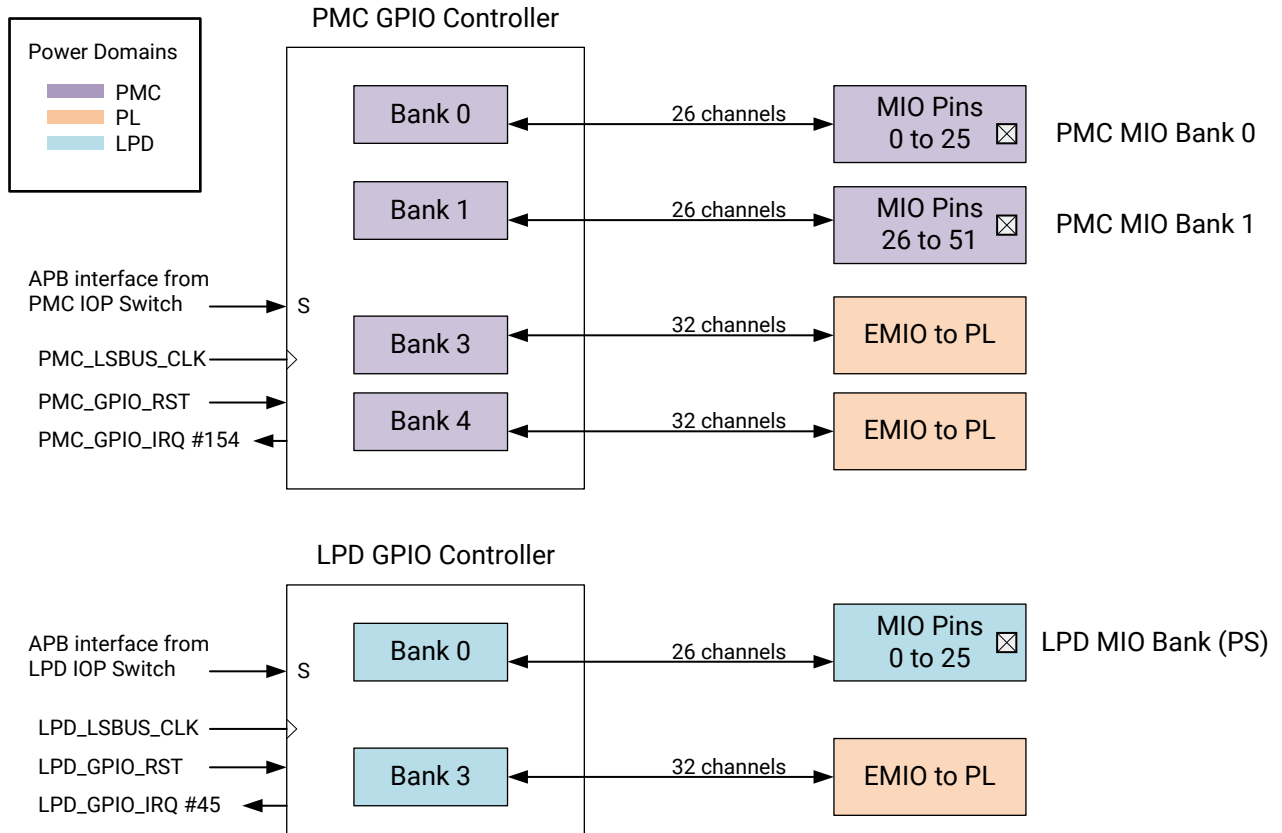 PMC GPIO Controller
Power Domains
PMC
PL
LPD
Bank 0
26 channels
MIO Pins
0 to 25
PMC MIO Bank 0
Bank 1
26 channels
MIO Pins
26 to 51
PMC MIO Bank 1
APB interface from
PMC IOP Switch
S
Bank 3
32 channels
EMIO to PL
PMC_LSBUS_CLK
PMC_GPIO_RST
PMC_GPIO_IRQ #154
Bank 4
32 channels
EMIO to PL
LPD GPIO Controller
APB interface from
LPD IOP Switch
S
Bank 0
26 channels
MIO Pins
0 to 25
LPD MIO Bank (PS)
LPD_LSBUS_CLK
LPD_GPIO_RST
LPD_GPIO_IRQ #45
Bank 3
32 channels
EMIO to PL